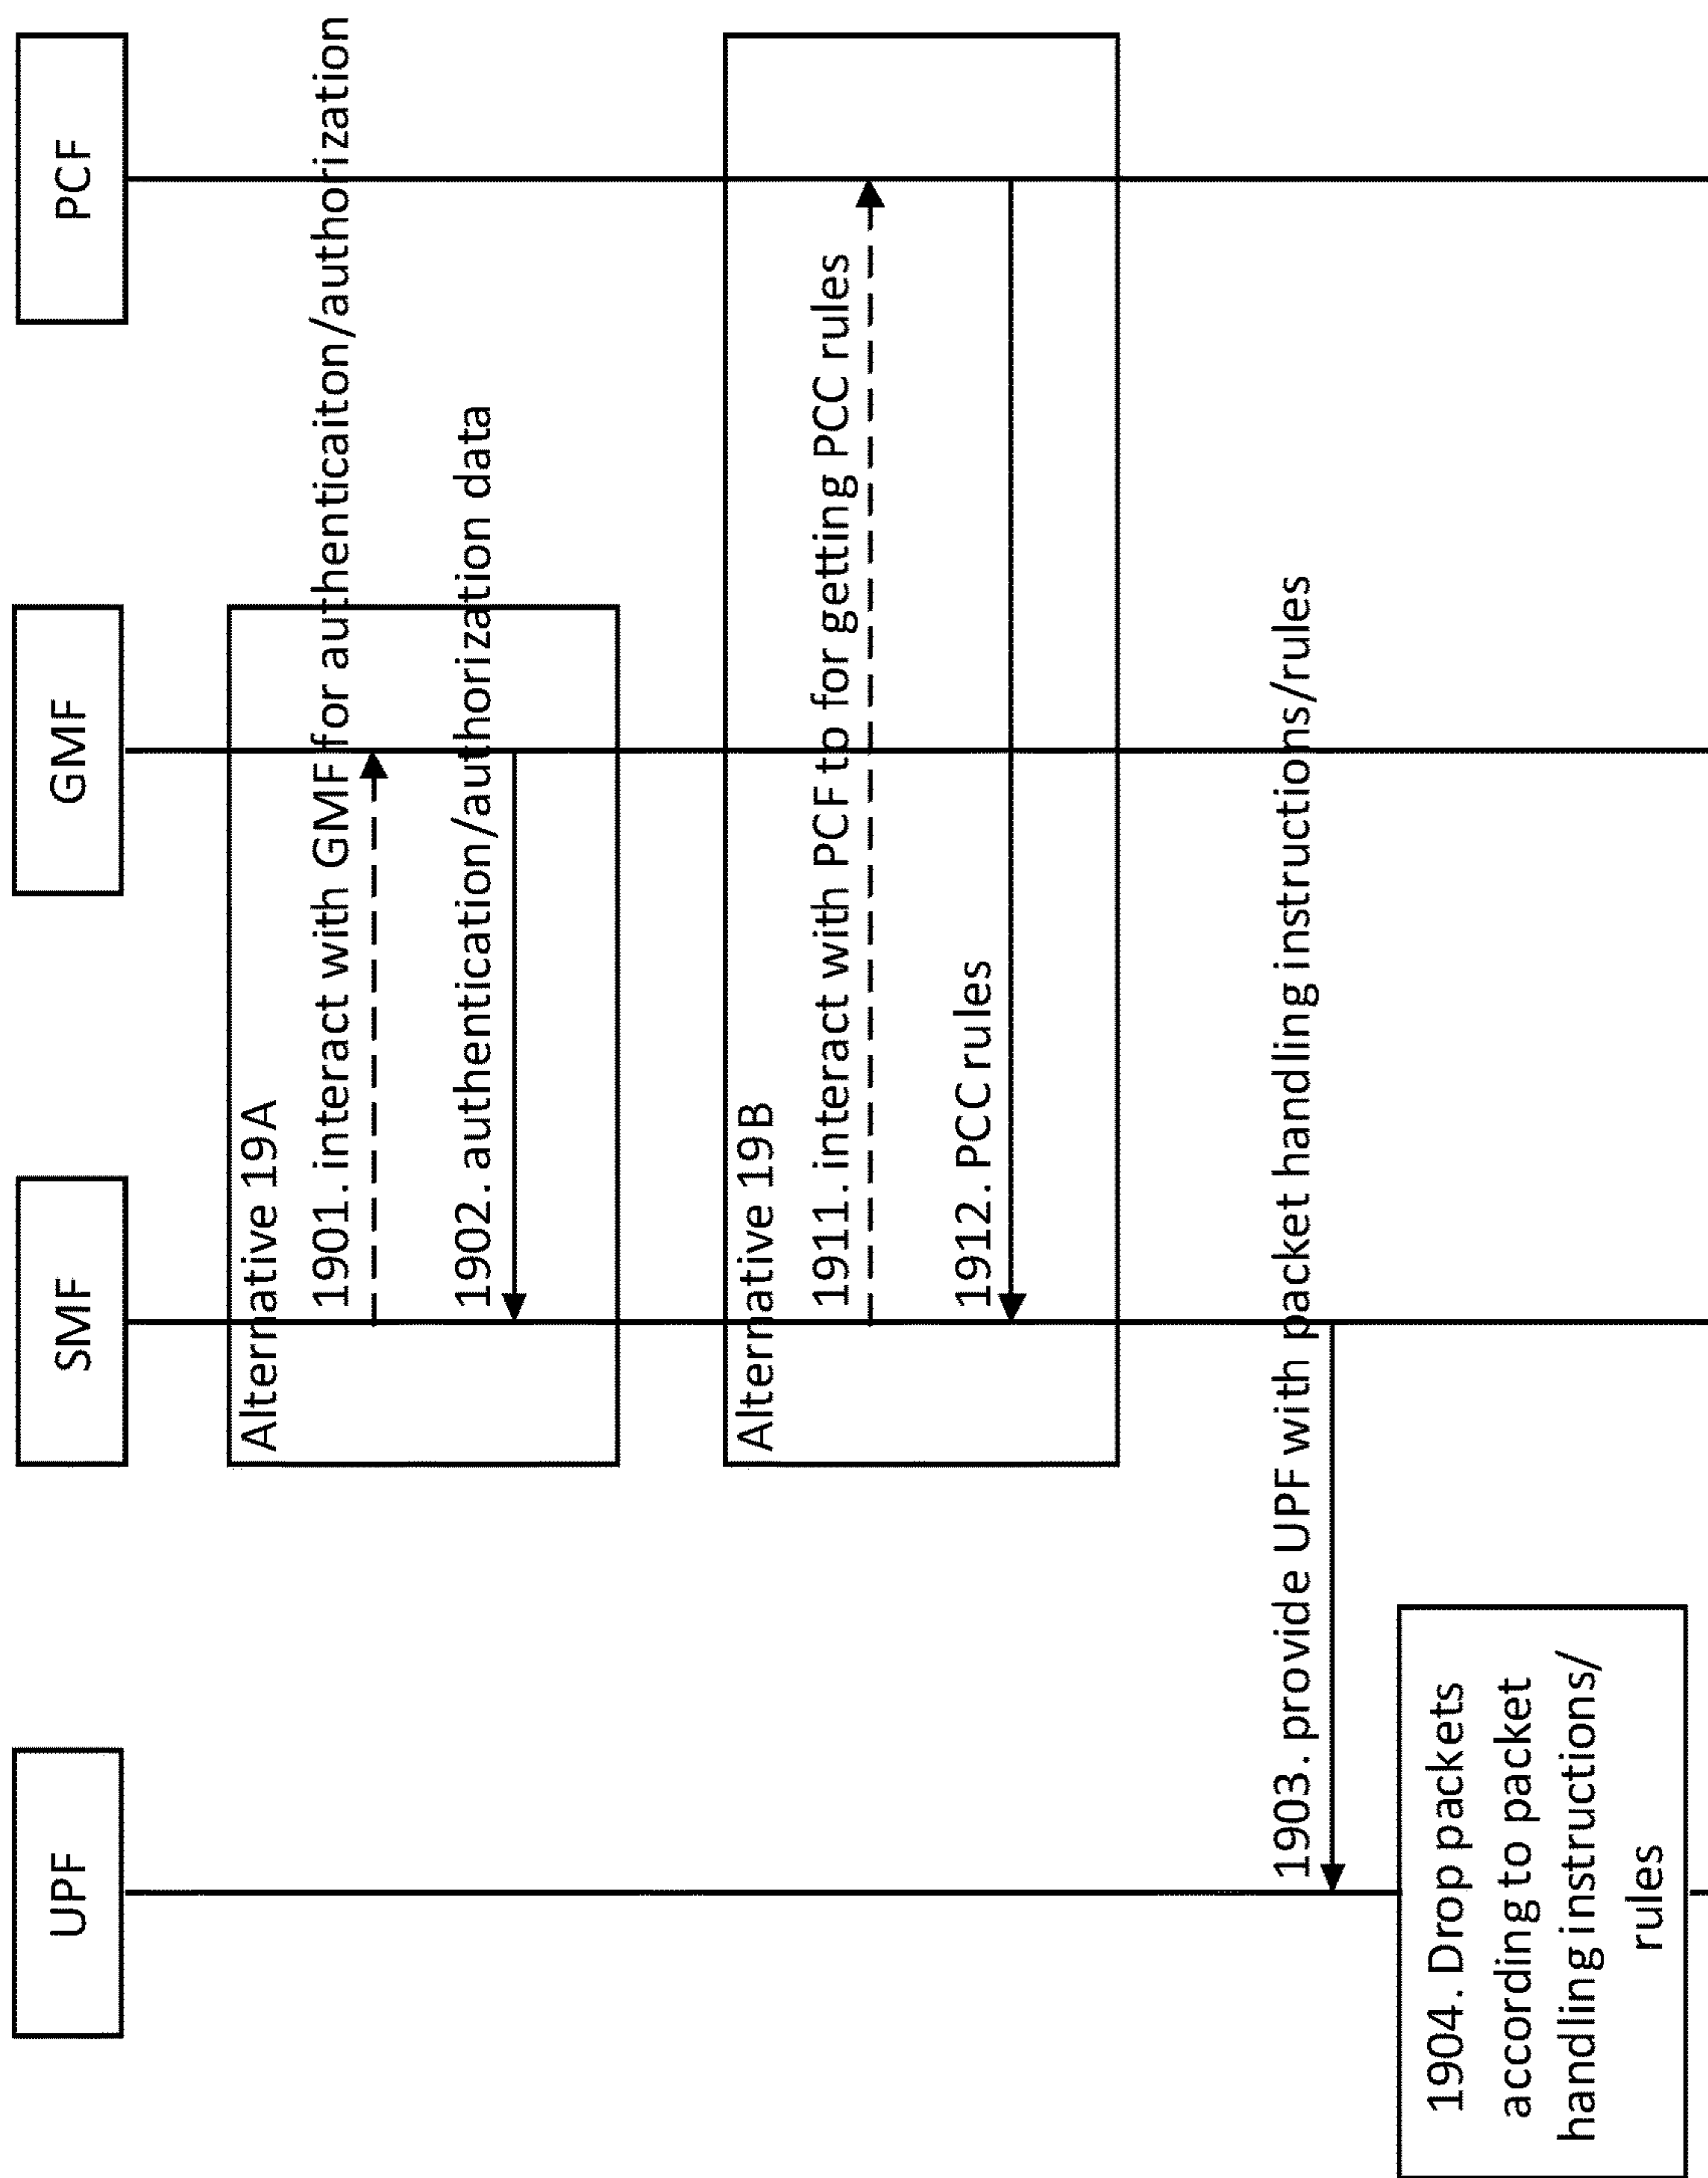 UPF
SMF
GMF
PCF
Alternative 19A
1901. interact with GMF for authenticaiton/authorization
1902. authentication/authorization data
Alternative 19B
1911. interact with PCF to for getting PCC rules
1912. PCC rules
1903. provide UPF with packet handling instructions/rules
1904. Drop packets
according to packet
handling instructions/
rules